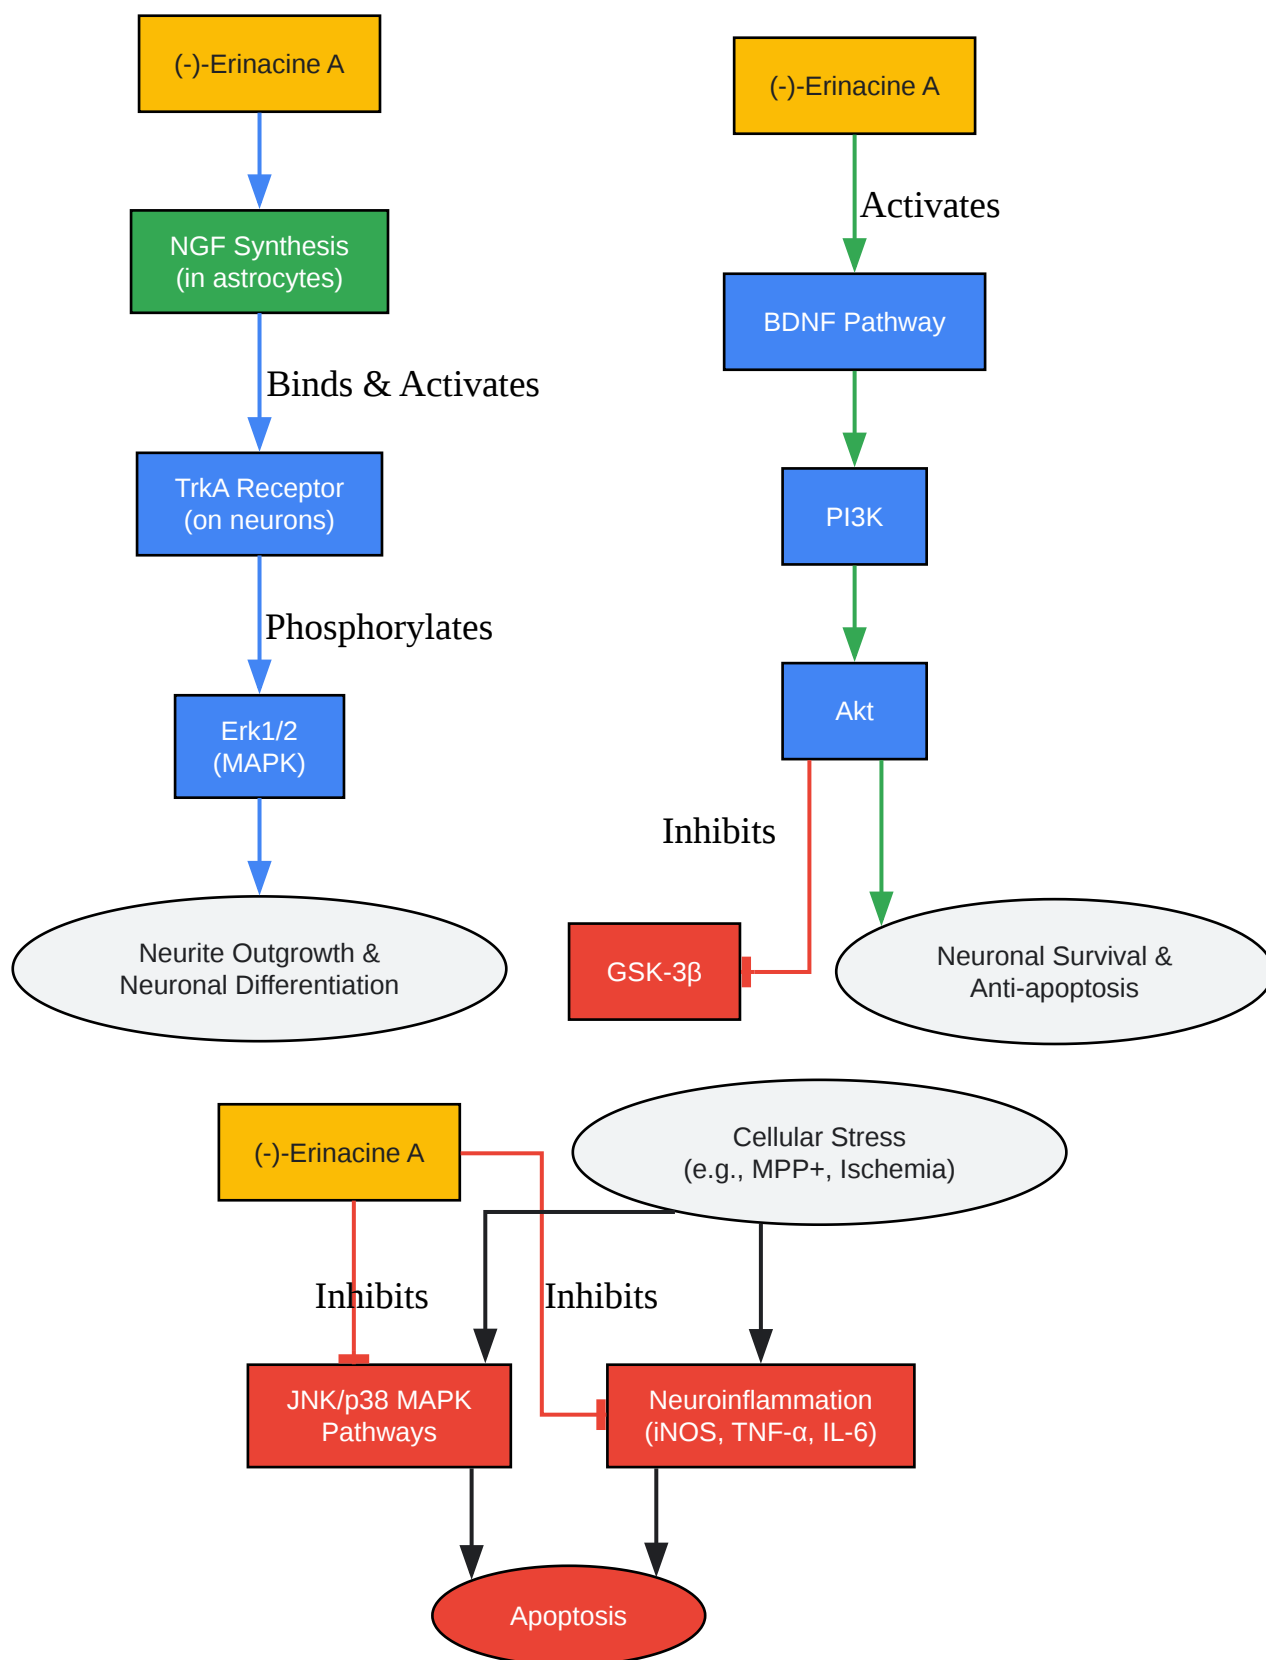 (-)-Erinacine A
NGF Synthesis
(in astrocytes)
Binds & Activates
TrkA Receptor
(on neurons)
Phosphorylates
Erk1/2
(MAPK)
Neurite Outgrowth &
Neuronal Differentiation
(-)-Erinacine A
Activates
BDNF Pathway
PI3K
Akt
Inhibits
GSK-3β
Neuronal Survival &
Anti-apoptosis
(-)-Erinacine A
Cellular Stress
(e.g., MPP+, Ischemia)
Inhibits
Inhibits
JNK/p38 MAPK
Pathways
Neuroinflammation
(iNOS, TNF-α, IL-6)
Apoptosis